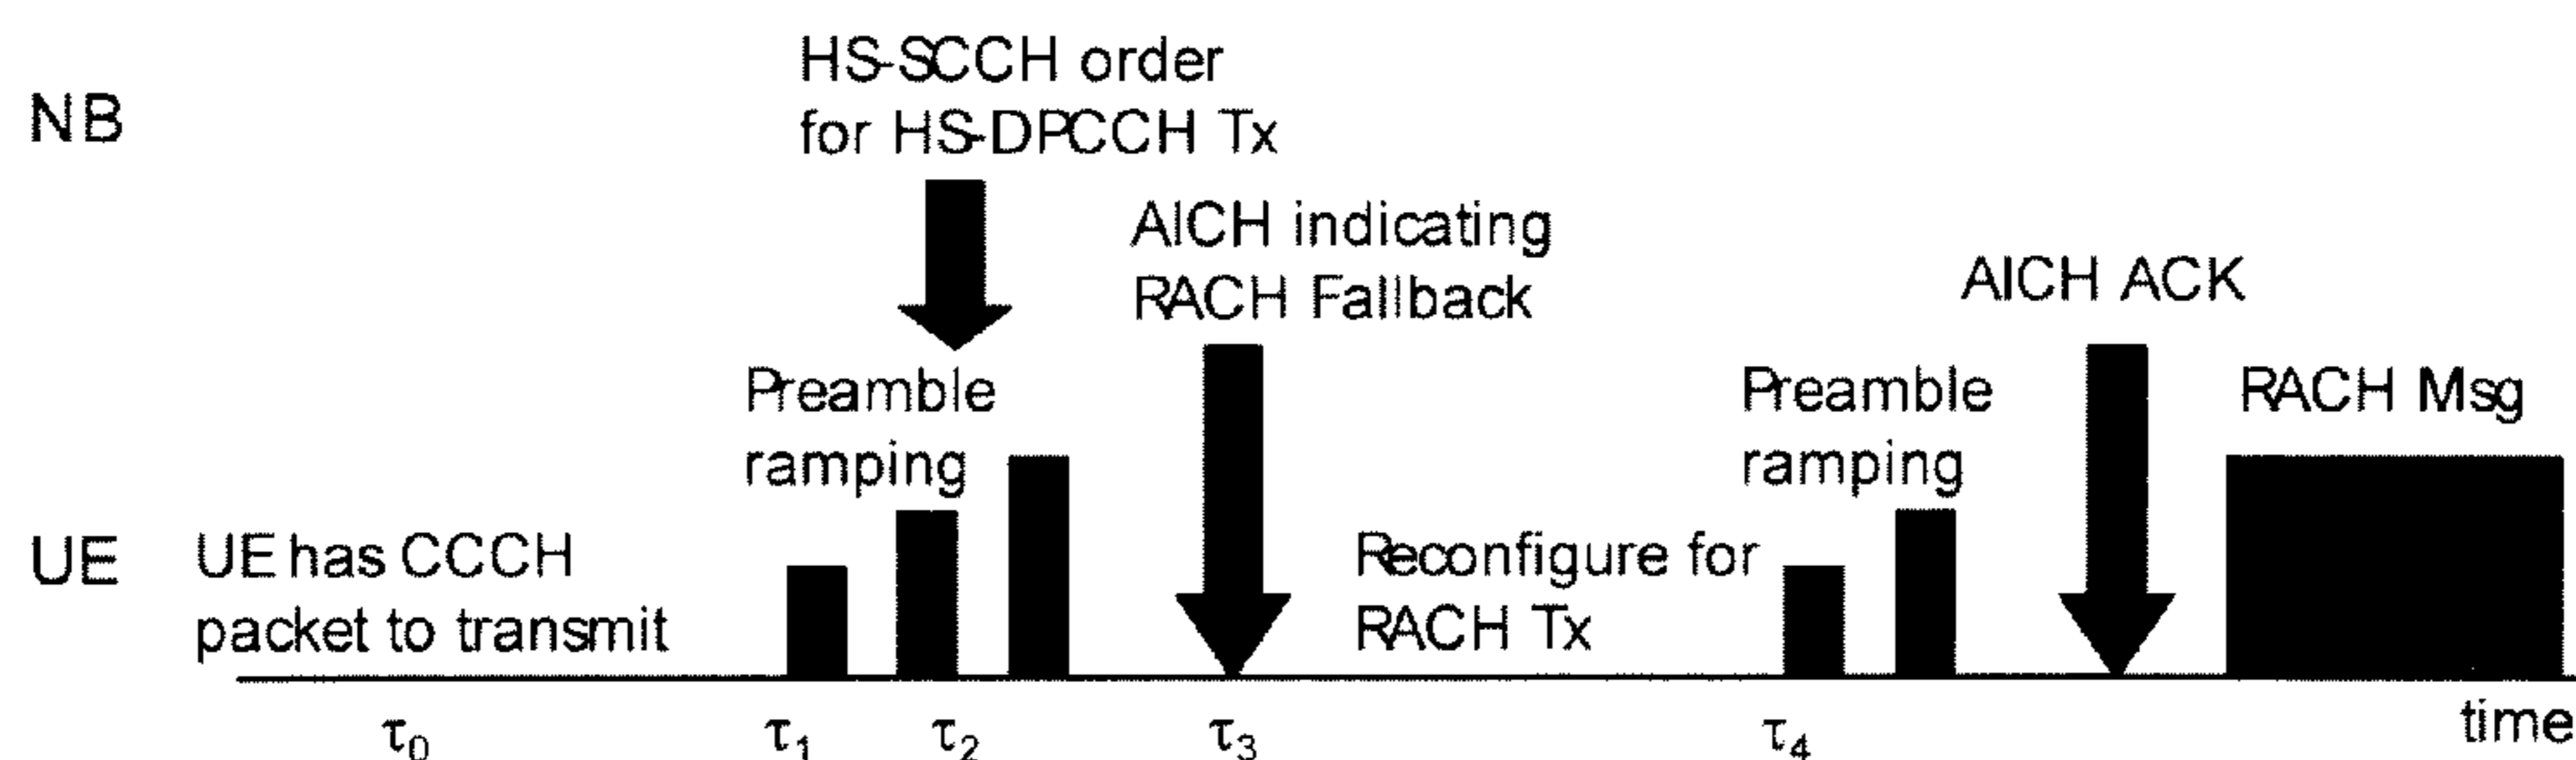 HS-SCCH order
for HS-DPCCH Tx
NB
AICH indicating
RACH Fallback
AICH ACK
Preamble
ramping
Preamble
ramping
RACH Msg
UE
UE has CCCH
packet to transmit
Reconfigure for
RACH Tx
τ0
τ1
τ2
τ3
τ4
time